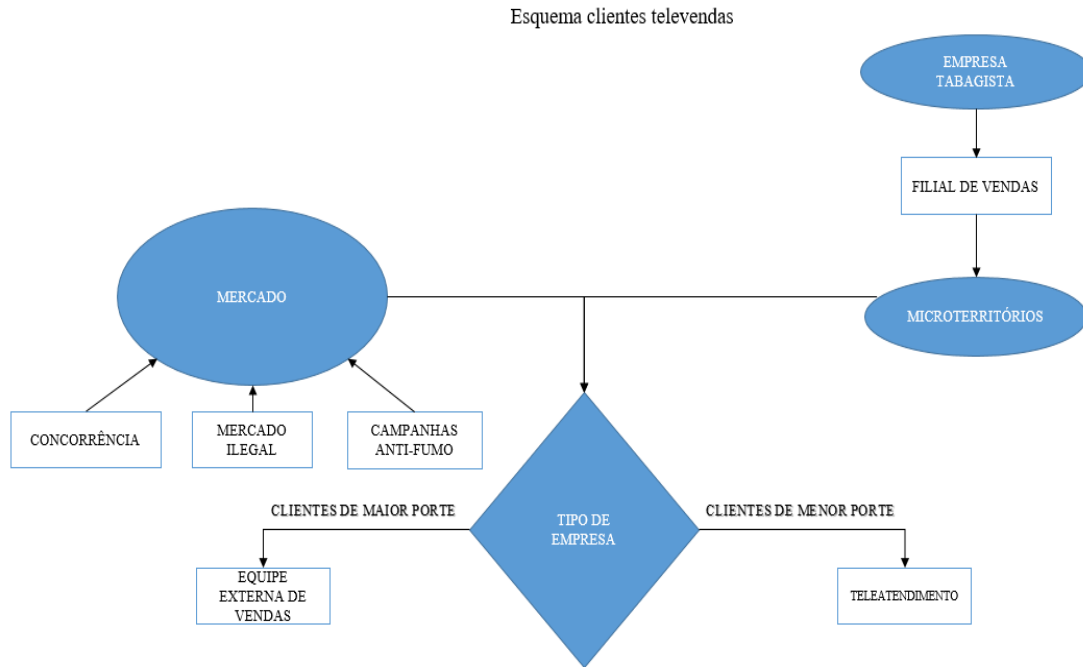 Esquema clientes televendas
EMPRESA
TABAGISTA
FILIAL DE VENDAS
MERCADO
MICROTERRITÓRIOS
CONCORRÊNCIA
MERCADO
ILEGAL
CAMPANHAS
ANTI-FUMO
CLIENTES DE MAIOR PORTE
TIPO DE
EMPRESA
CLIENTES DE MENOR PORTE
EQUIPE
EXTERNA DE
VENDAS
TELEATENDIMENTO